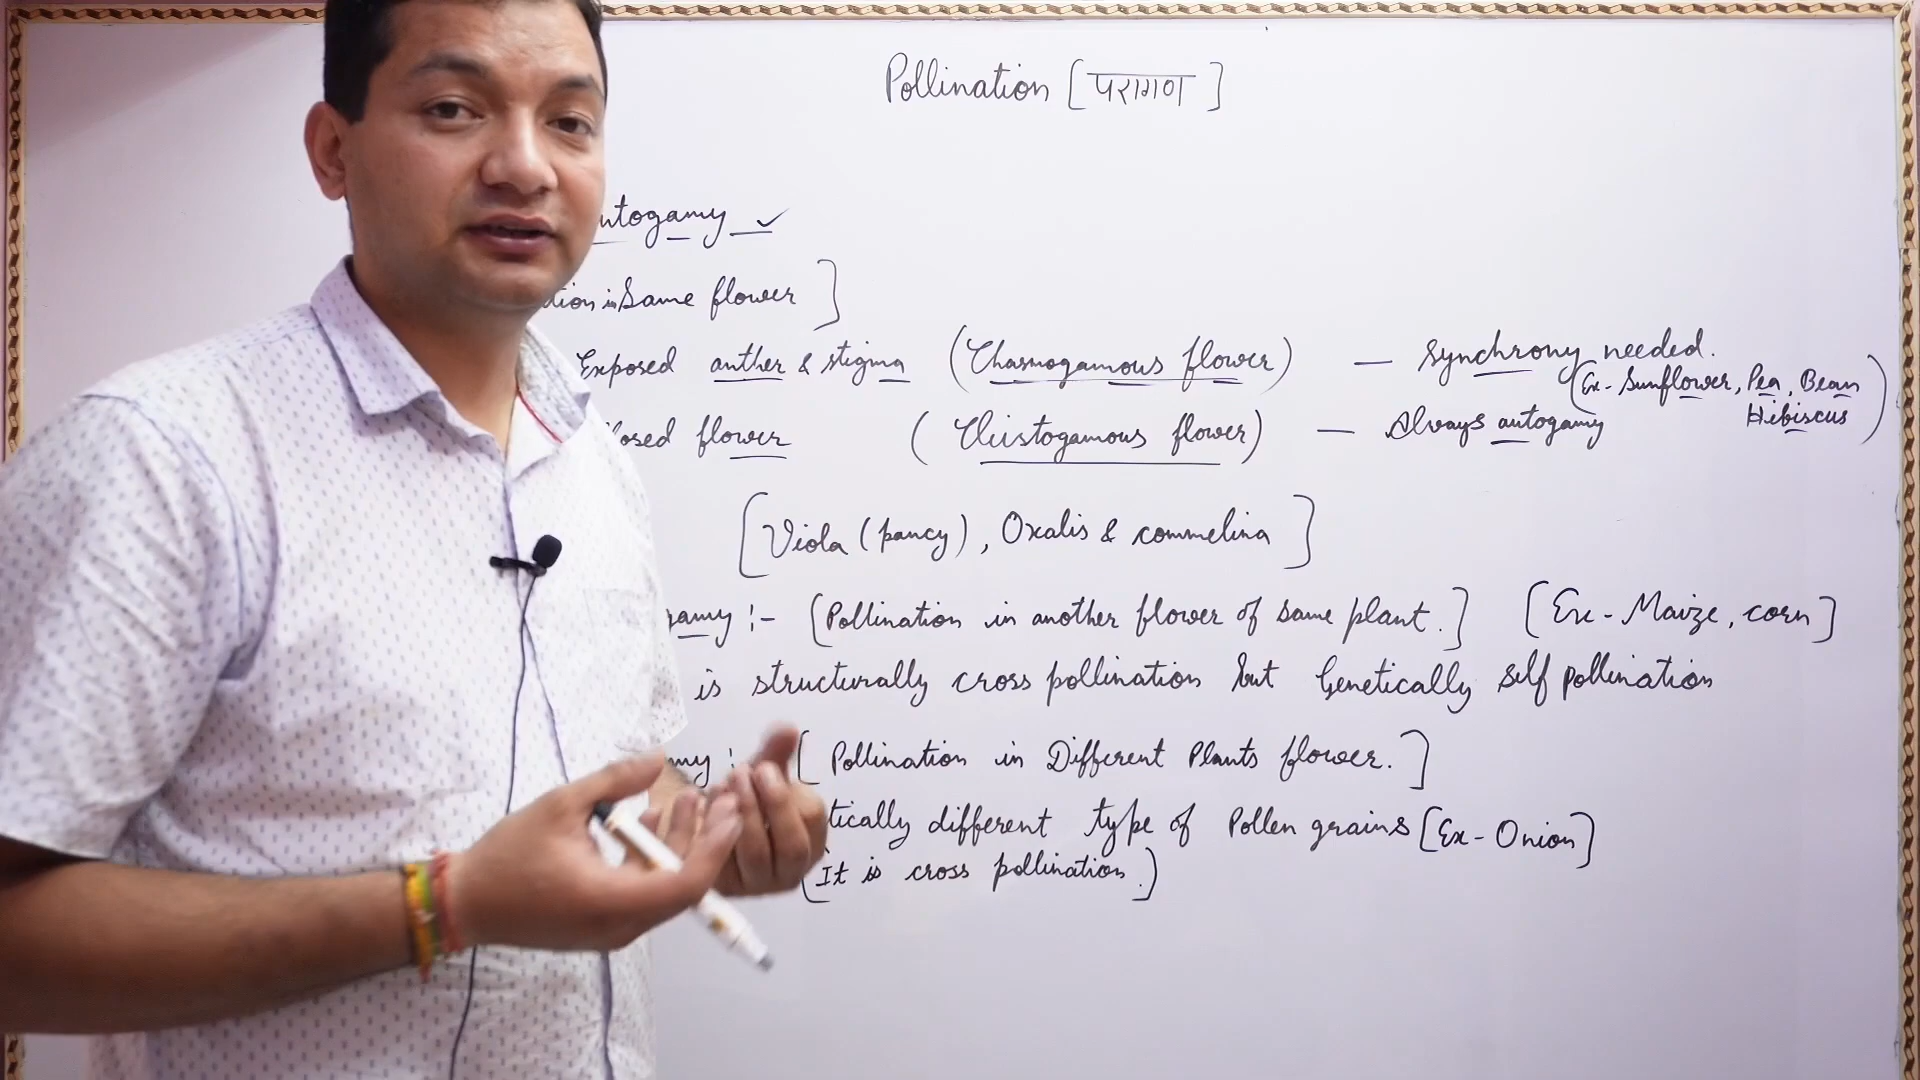 Pollination [परागण]
utogamy ✓
tion in Same flower ]
Exposed anther & stigma (Chasmogamous flower) — Synchrony needed.
(Ex- Sunflower, Pea, Bean
Hibiscus)
losed flower ( Cleistogamous flower) — Always autogamy
[Viola (pancy), Oxalis & commelina ]
gamy :- [Pollination in another flower of same plant.] [Ex- Maize, corn]
is structurally cross pollination but Genetically self pollination
my :- [ Pollination in Different Plants flower. ]
tically different type of Pollen grains [Ex- Onion]
(It is cross pollination.)